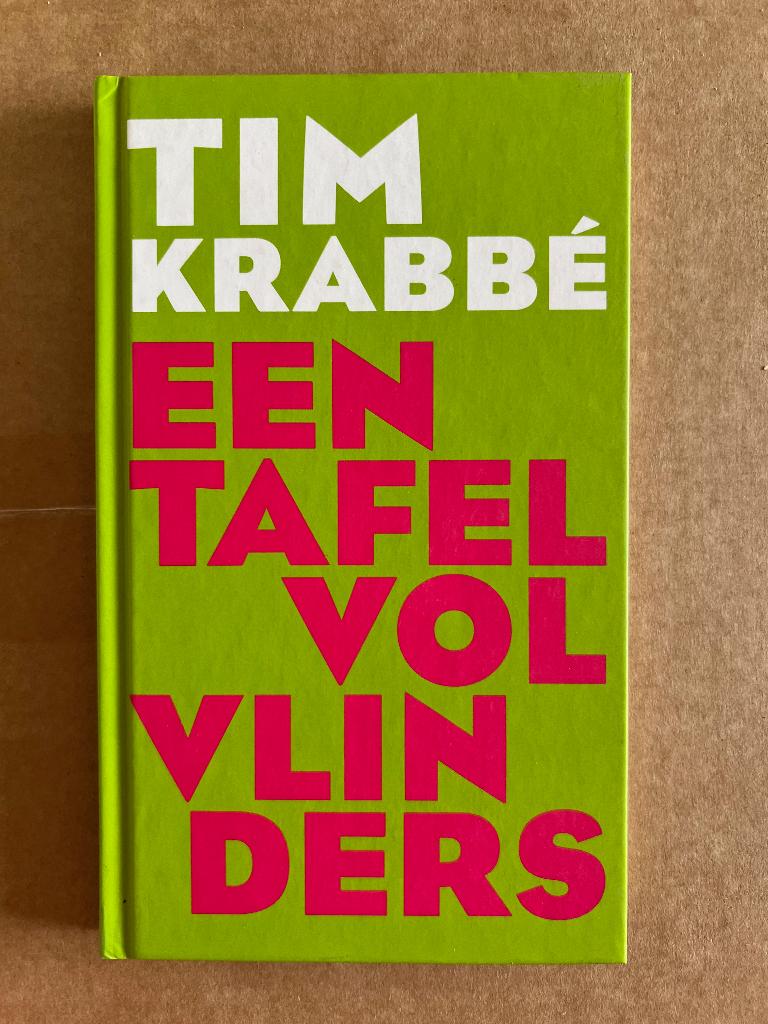 TIM
KRABBÉ
EEN
TAFEL
VOL
VLIN
DERS